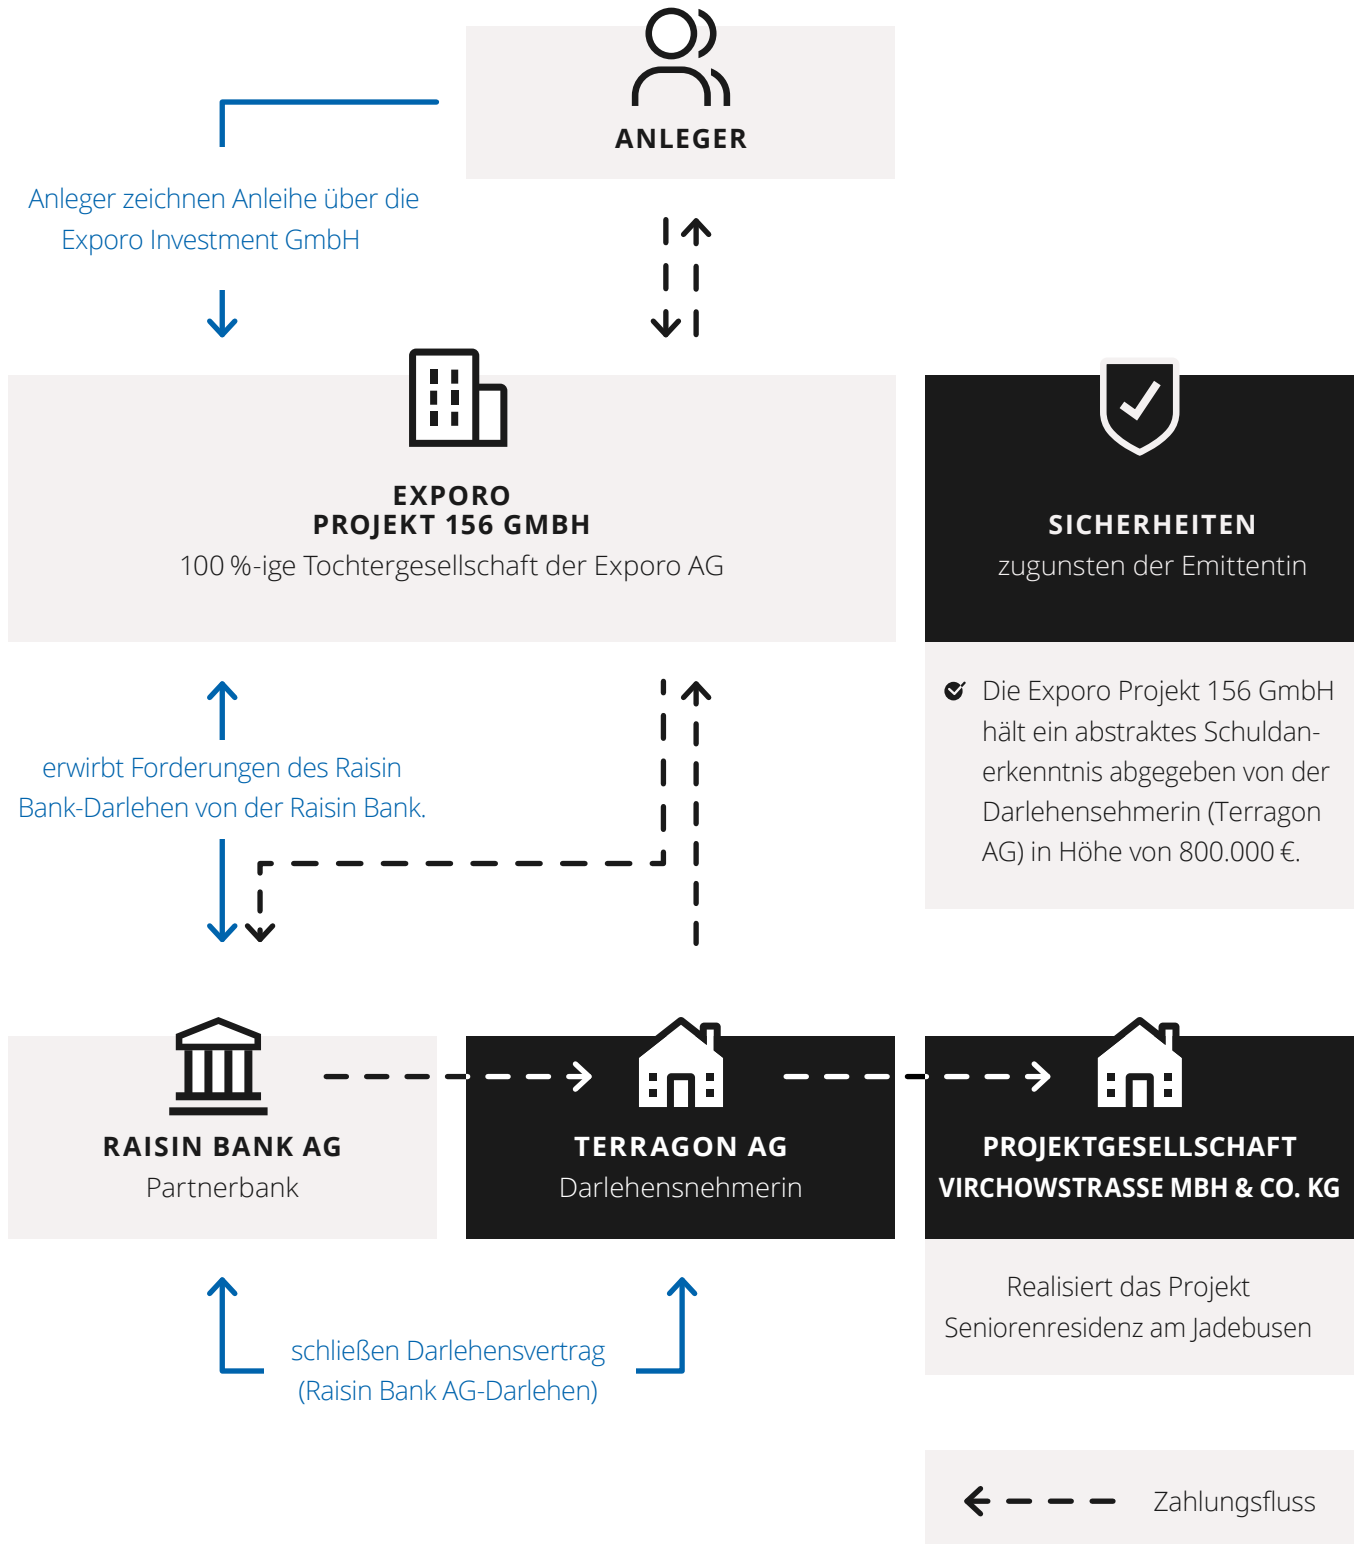 ANLEGER
Anleger zeichnen Anleihe über die
Exporo Investment GmbH
EXPORO
PROJEKT 156 GMBH
100 %-ige Tochtergesellschaft der Exporo AG
SICHERHEITEN
zugunsten der Emittentin
Die Exporo Projekt 156 GmbH
hält ein abstraktes Schuldan-
erkenntnis abgegeben von der
Darlehensehmerin (Terragon
AG) in Höhe von 800.000 €.
erwirbt Forderungen des Raisin
Bank-Darlehen von der Raisin Bank.
RAISIN BANK AG
Partnerbank
TERRAGON AG
Darlehensnehmerin
PROJEKTGESELLSCHAFT
VIRCHOWSTRASSE MBH & CO. KG
Realisiert das Projekt
Seniorenresidenz am Jadebusen
schließen Darlehensvertrag
(Raisin Bank AG-Darlehen)
Zahlungsfluss